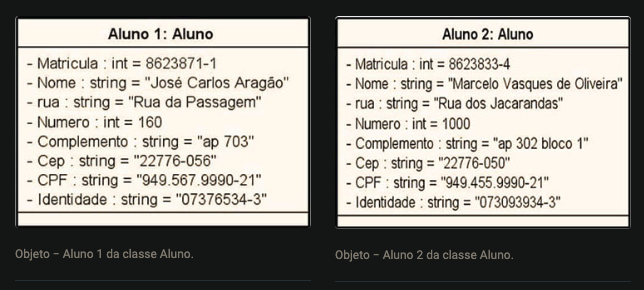 Aluno 1: Aluno
- Matricula : int = 8623871-1
- Nome : string = "José Carlos Aragão"
- rua : string = "Rua da Passagem"
- Numero : int = 160
- Complemento : string = "ap 703"
- Cep : string = "22776-056"
- CPF : string = "949.567.9990-21"
- Identidade : string = "07376534-3"
Objeto – Aluno 1 da classe Aluno.
Aluno 2: Aluno
- Matricula : int = 8623833-4
- Nome : string = "Marcelo Vasques de Oliveira"
- rua : string = "Rua dos Jacarandas"
- Numero : int = 1000
- Complemento : string = "ap 302 bloco 1"
- Cep : string = "22776-050"
- CPF : string = "949.455.9990-21"
- Identidade : string = "073093934-3"
Objeto – Aluno 2 da classe Aluno.